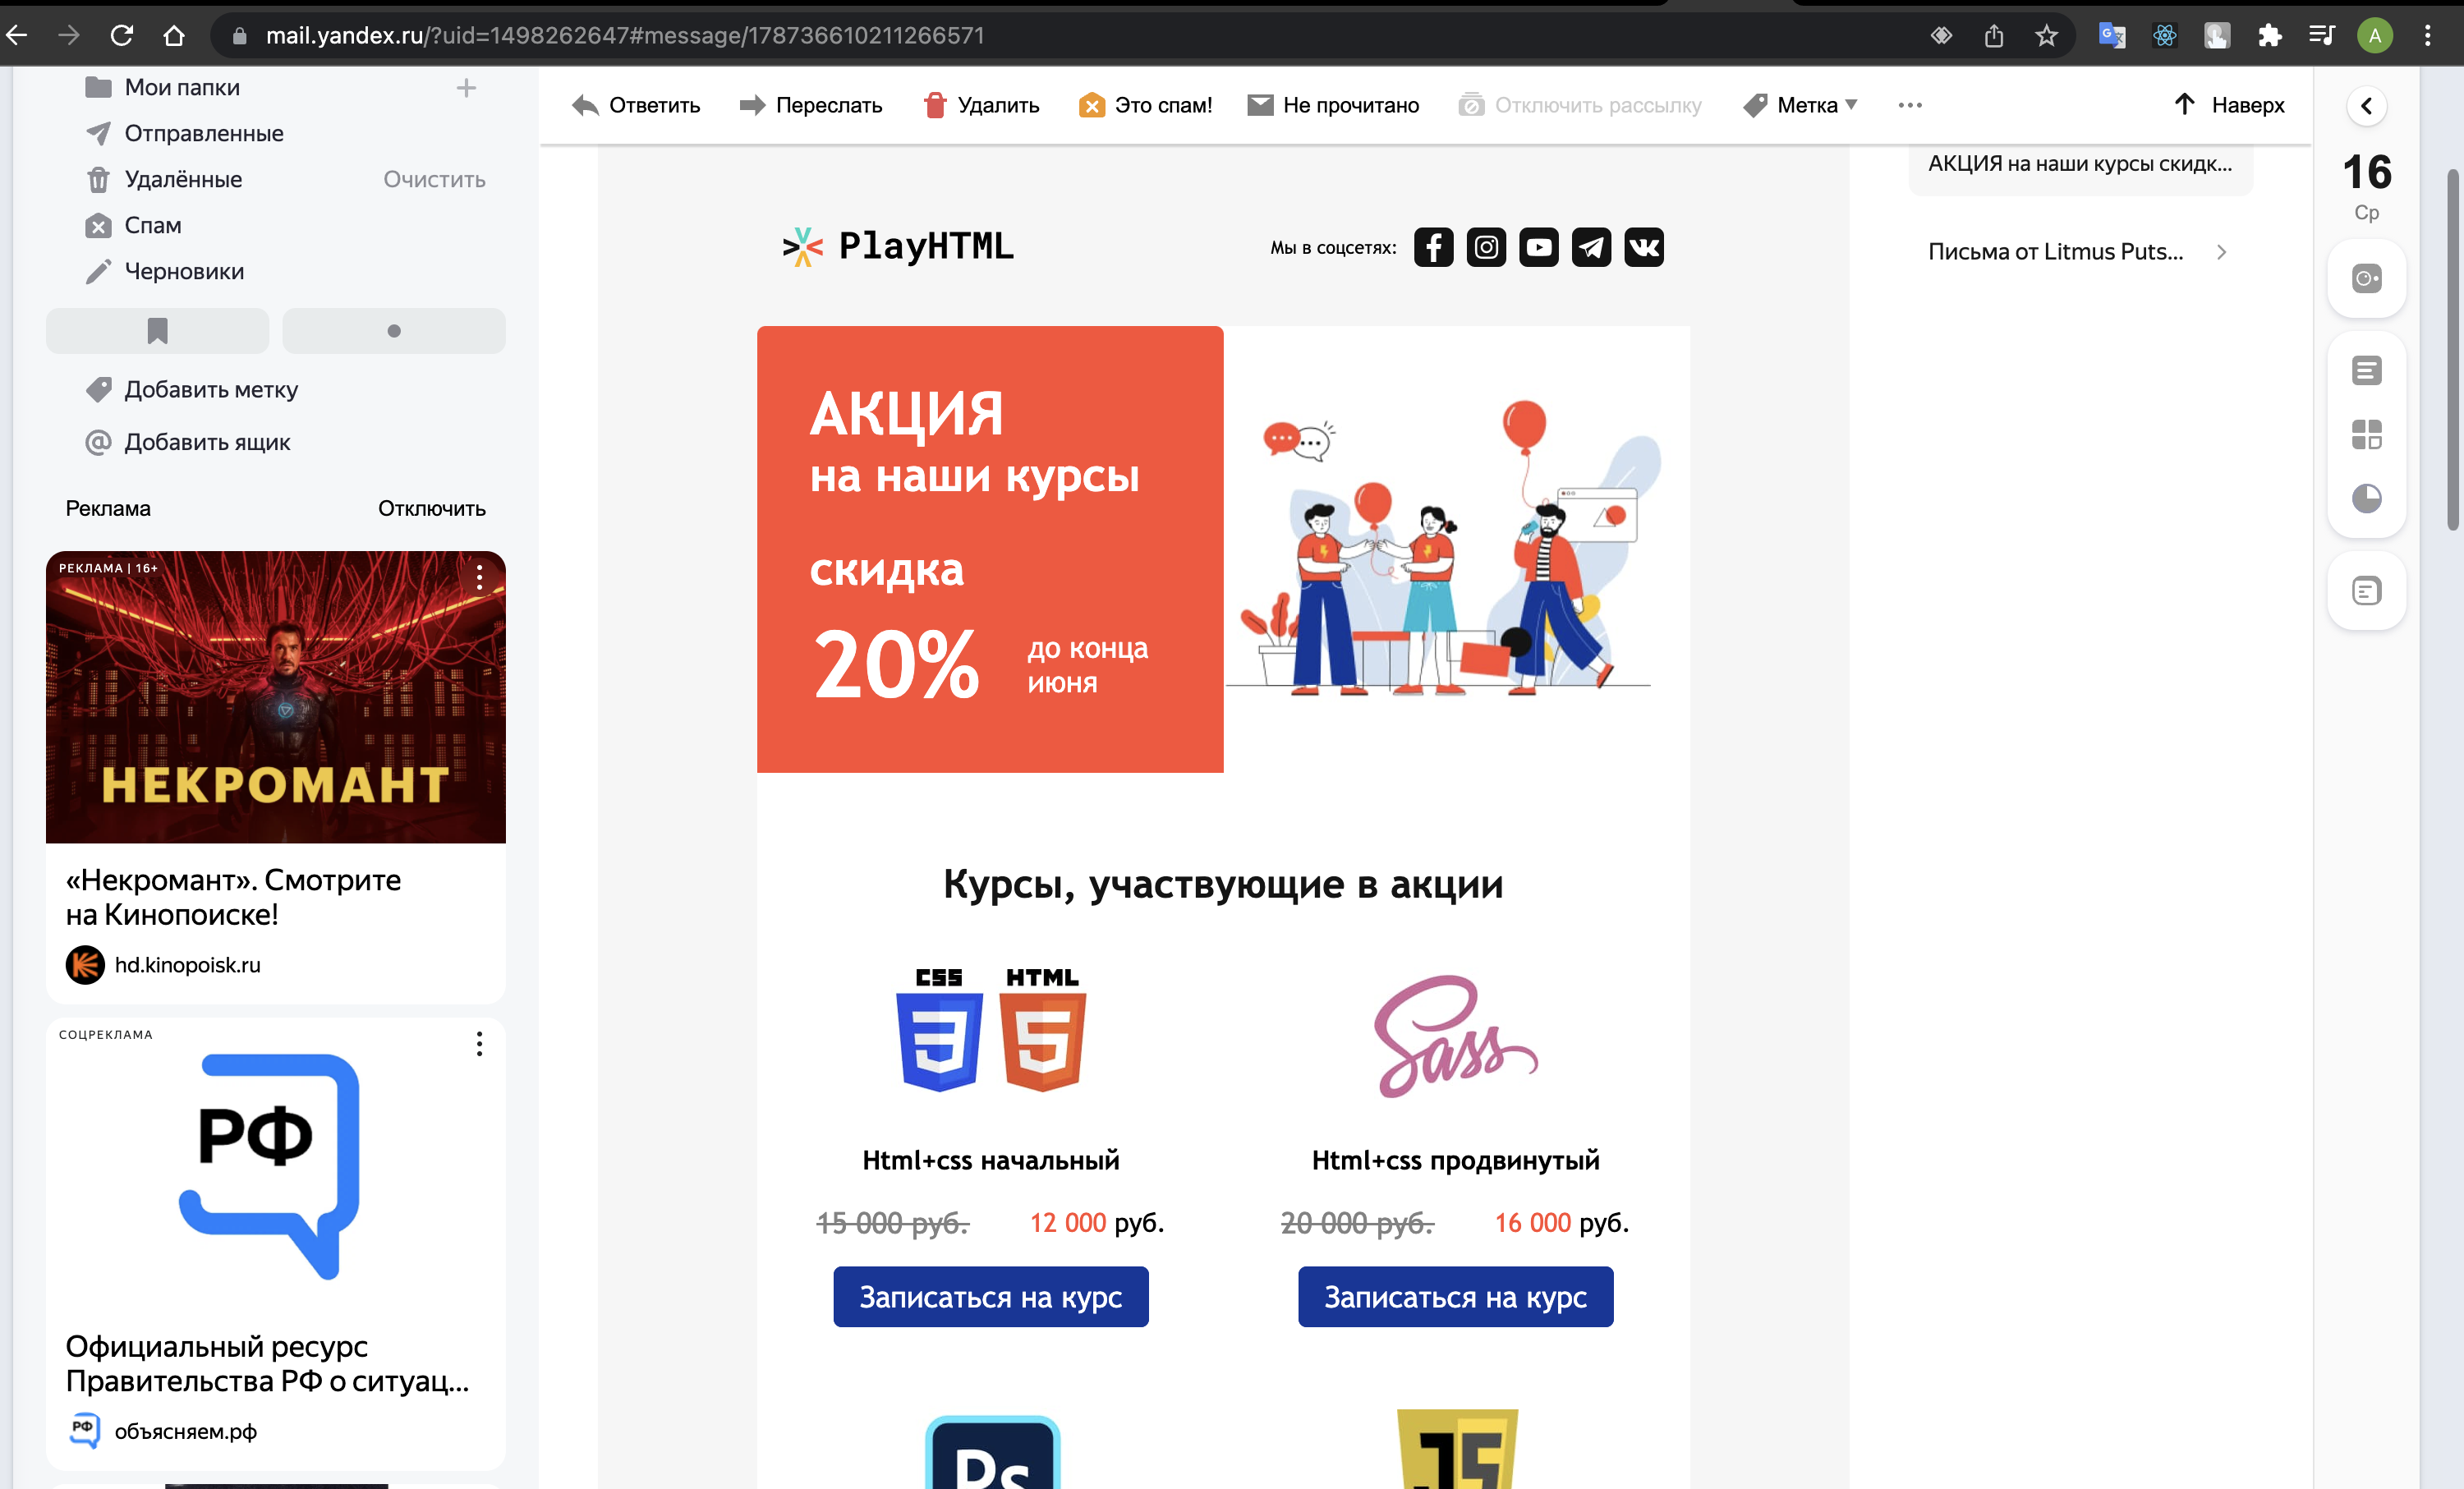 mail.yandex.ru/?uid=1498262647#message/178736610211266571
A
Мои папки
Отправленные
Удалённые
Очистить
Спам
Черновики
Добавить метку
Добавить ящик
Реклама
Отключить
РЕКЛАМА | 16+
НЕКРОМАНТ
«Некромант». Смотрите
на Кинопоиске!
hd.kinopoisk.ru
СОЦРЕКЛАМА
РФ
Официальный ресурс
Правительства РФ о ситуац...
РФ
объясняем.рф
Ответить
Переслать
Удалить
Это спам!
Не прочитано
Отключить рассылку
Метка
Наверх
PlayHTML
Мы в соцсетях:
АКЦИЯ
на наши курсы
скидка
20%
до конца
июня
Курсы, участвующие в акции
CSS
HTML
Sass
Html+css начальный
Html+css продвинутый
15 000 руб.
12 000 руб.
20 000 руб.
16 000 руб.
Записаться на курс
Записаться на курс
Ps
JS
АКЦИЯ на наши курсы скидк...
Письма от Litmus Puts...
16
Ср